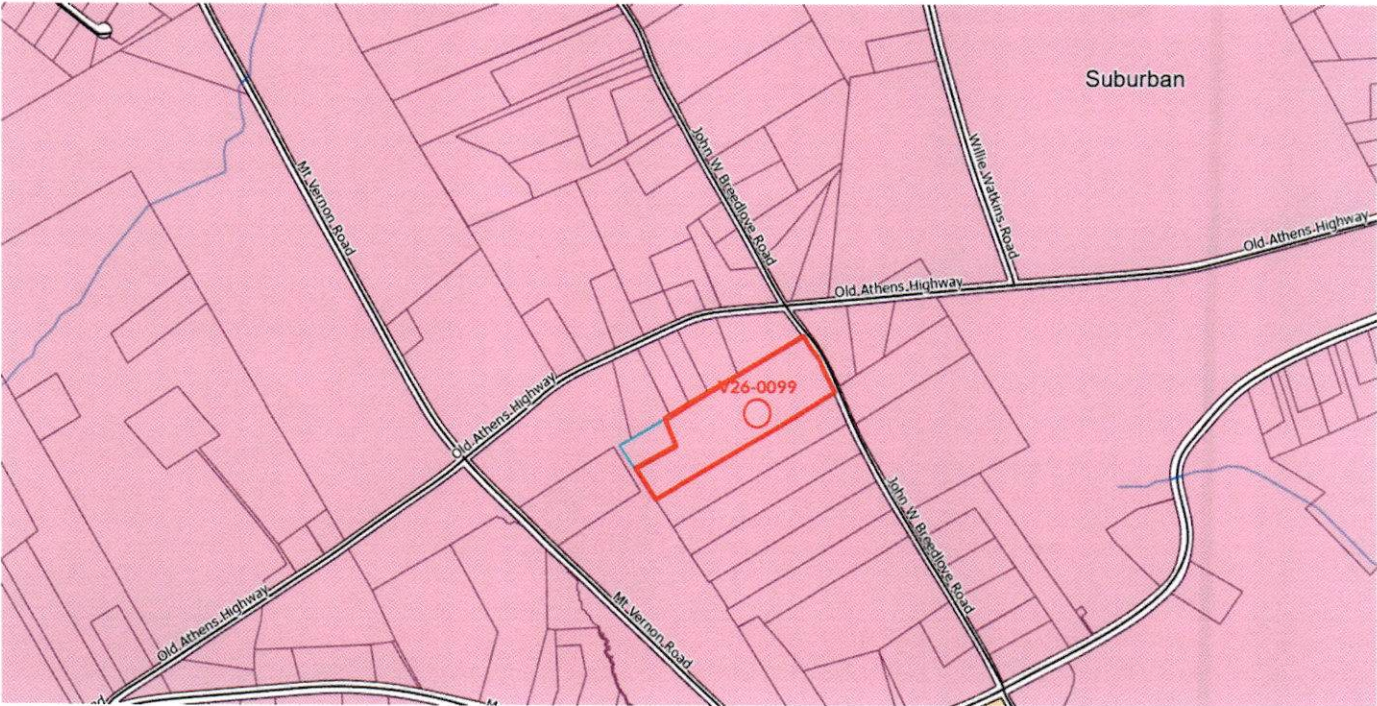 Suburban
Mt. Vernon Road
John W Breedlove Road
Willie Watkins Road
Old Athens Highway
Old Athens Highway
V26-0099
Old Athens Highway
John W Breedlove Road
Old Athens Highway
Mt. Vernon Road